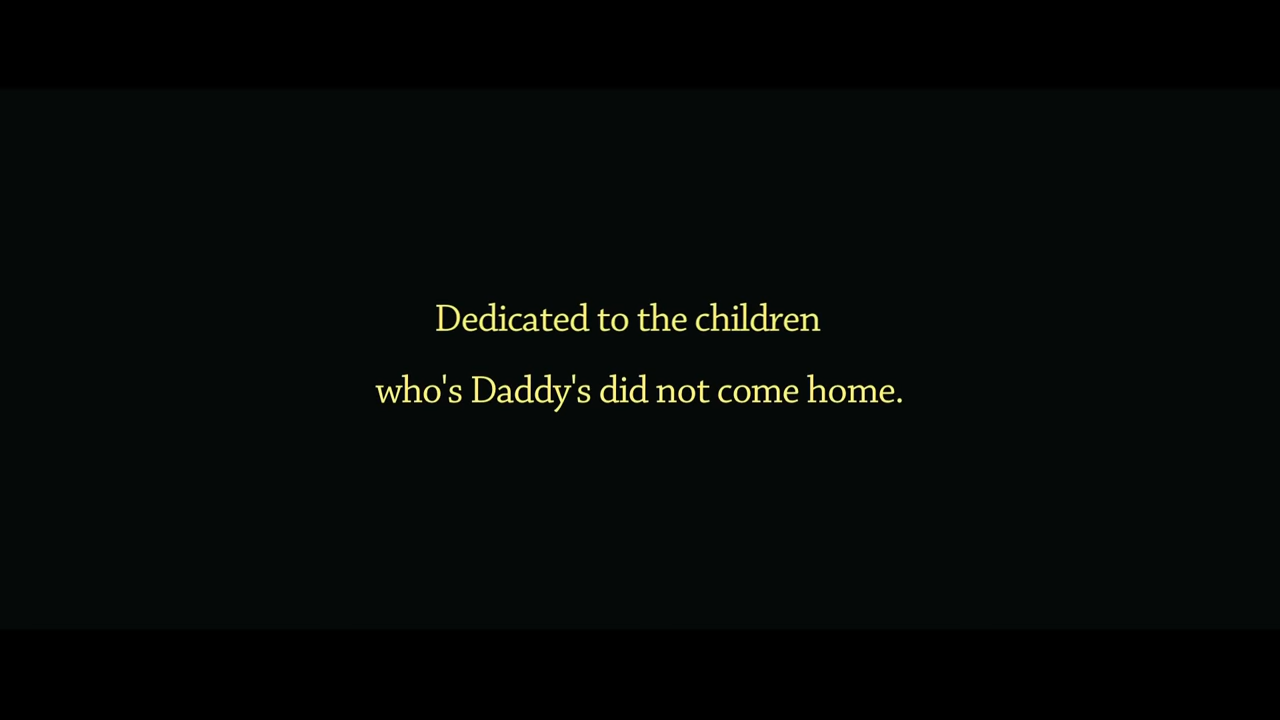 Dedicated to the children
who's Daddy's did not come home.